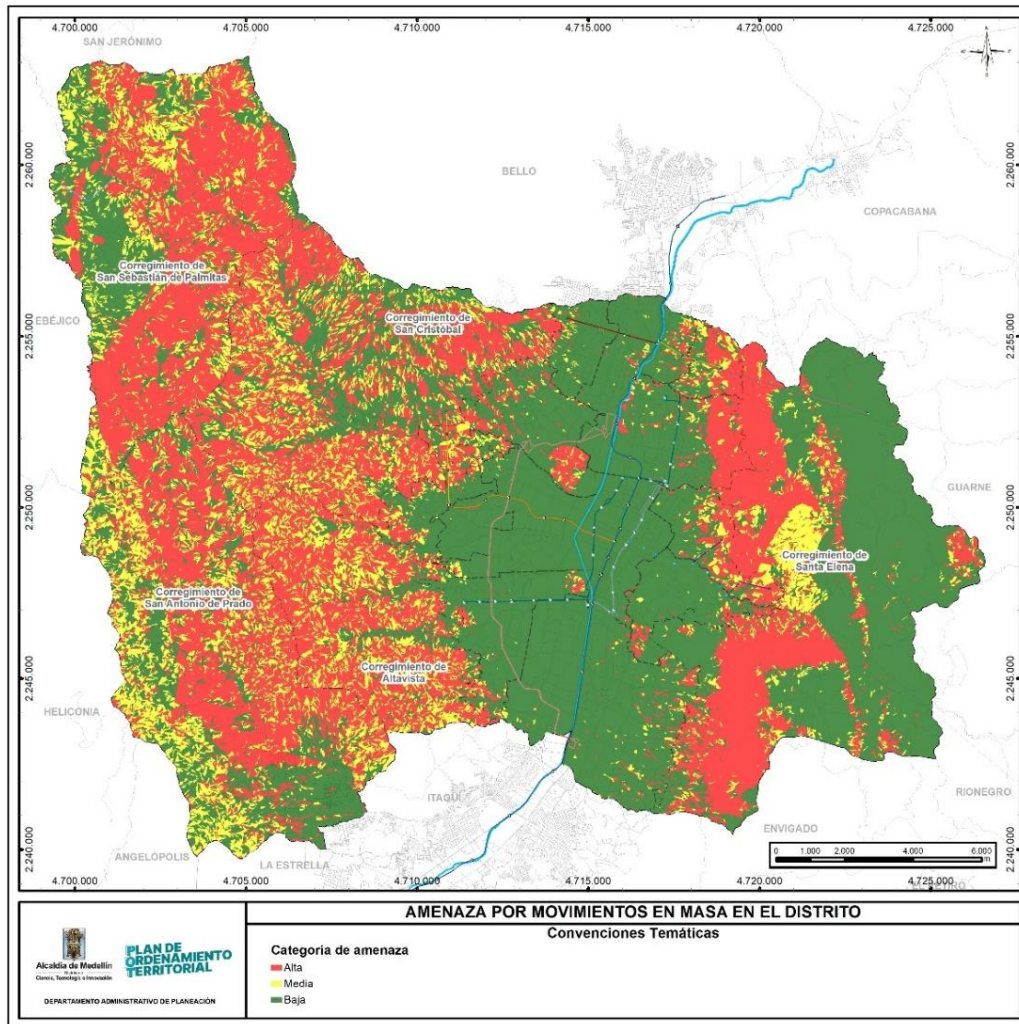 4.700.000 4.705.000 4.710.000 4.715.000 4.720.000 4.725.000
SAN JERÓNIMO
2.260.000
2.260.000
BELLO
COPACABANA
Corregimiento de
San Sebastián de Palmitas
Corregimiento de
San Cristóbal
EBÉJICO
2.255.000
2.255.000
GUARNE
2.250.000
2.250.000
Corregimiento de
Santa Elena
Corregimiento de
San Antonio de Prado
Corregimiento de
Altavista
2.245.000
2.245.000
HELICONIA
RIONEGRO
ITAGUI
ENVIGADO
2.240.000
2.240.000
ANGELÓPOLIS
LA ESTRELLA
0 1.000 2.000 4.000 6.000
m
4.700.000 4.705.000 4.710.000 4.715.000 4.720.000 4.725.000
AMENAZA POR MOVIMIENTOS EN MASA EN EL DISTRITO
Convenciones Temáticas
Categoría de amenaza
Alta
Media
Baja
Alcaldía de Medellín
Ciencia, Tecnología e Innovación
PLAN DE
ORDENAMIENTO
TERRITORIAL
DEPARTAMENTO ADMINISTRATIVO DE PLANEACIÓN